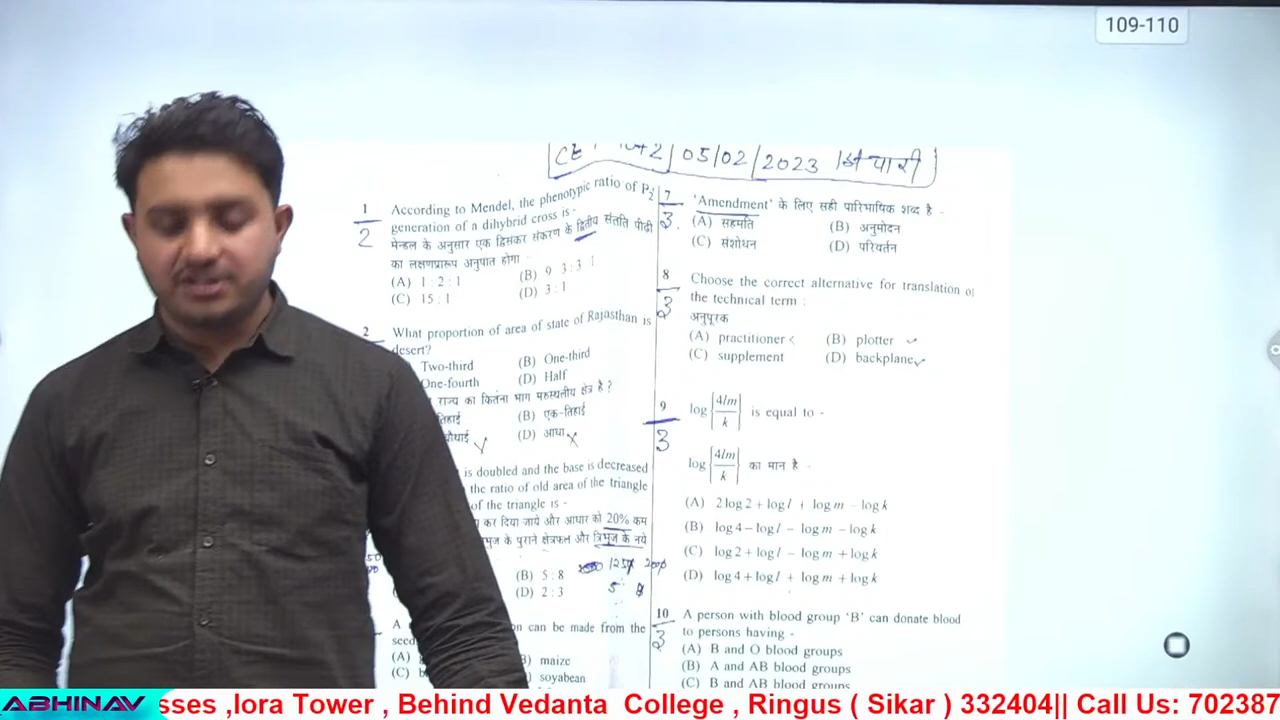 109-110
05/02 2023 Ist पारी
1
2
According to Mendel, the phenotypic ratio of
generation of a dihybrid cross is -
मेन्डल के अनुसार एक द्विसंकर संकरण के द्वितीय संतति पीढ़ी
का लक्षणप्रारूप अनुपात होगा -
(A) 1 : 2 : 1
(B) 9 3 : 3 1
(C) 15 : 1
(D) 3 : 1
2
What proportion of area of state of Rajasthan is
desert?
Two-third
(B) One-third
One-fourth
(D) Half
राज्य का कितना भाग मरुस्थलीय क्षेत्र है ?
तिहाई
(B) एक-तिहाई
चौथाई
(D) आधा
is doubled and the base is decreased
the ratio of old area of the triangle
of the triangle is -
कर दिया जाये और आधार को 20% कम
के पुराने क्षेत्रफल और त्रिभुज के नये
(B) 5 : 8
(D) 2 : 3
A
can be made from the
(A)
maize
(C)
soyabean
7
3
'Amendment' के लिए सही पारिभाषिक शब्द है -
(A) सहमति
(B) अनुमोदन
(C) संशोधन
(D) परिवर्तन
8
3
Choose the correct alternative for translation of
the technical term :
अनुपूरक
(A) practitioner
(B) plotter
(C) supplement
(D) backplane
9
3
log [4lm/k] is equal to -
log [4lm/k] का मान है -
(A) 2 log 2 + log l + log m - log k
(B) log 4 – log l – log m – log k
(C) log 2 + log l – log m + log k
(D) log 4 + log l + log m + log k
10
3
A person with blood group 'B' can donate blood
to persons having -
(A) B and O blood groups
(B) A and AB blood groups
(C) B and AB blood groups
ABHINAV
sses ,Iora Tower , Behind Vedanta College , Ringus ( Sikar ) 332404|| Call Us: 702387